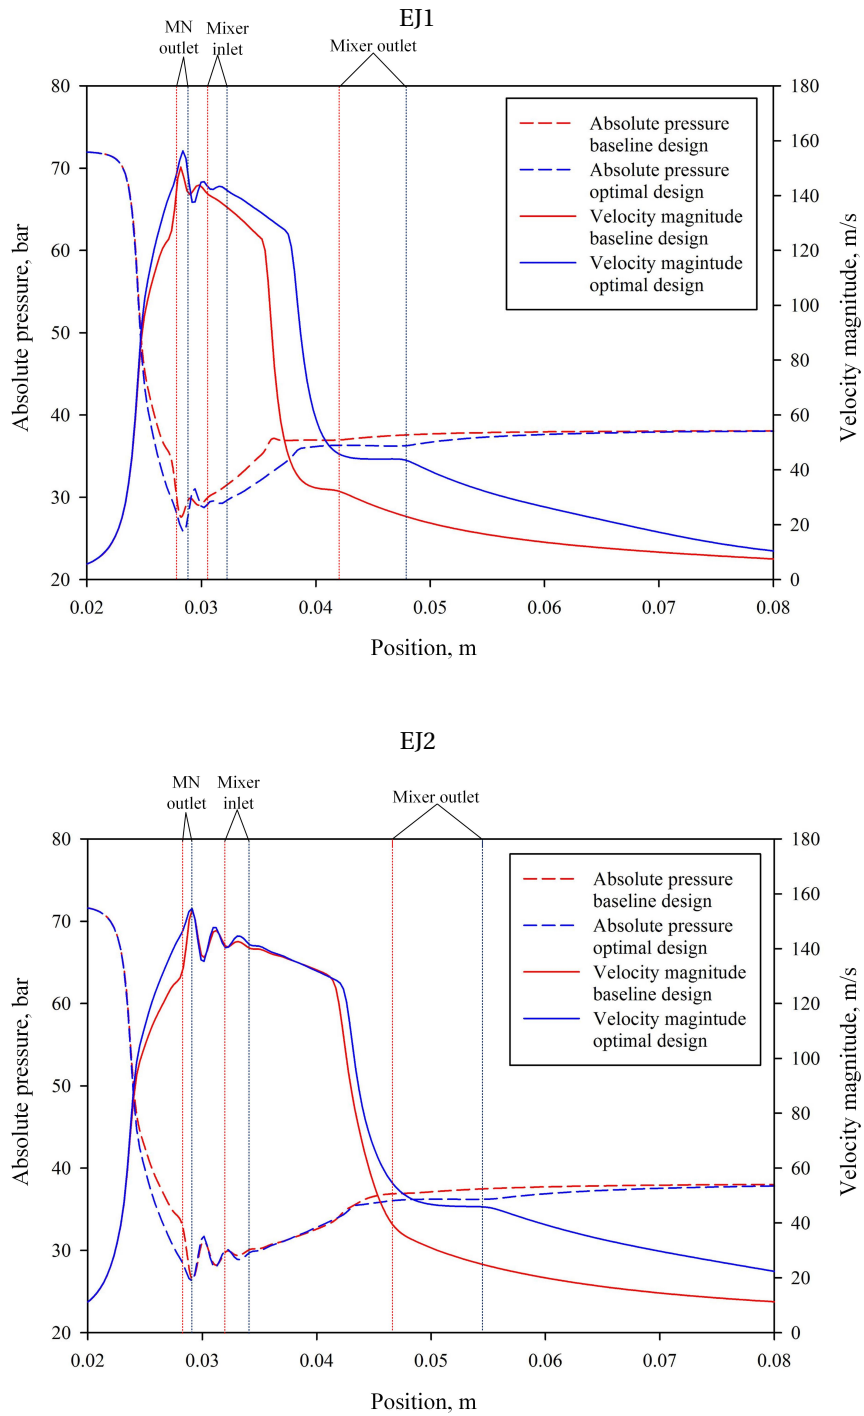 EJ1
MN
outlet
Mixer
inlet
Mixer outlet
80
70
60
50
40
30
20
Absolute pressure, bar
180
160
140
120
100
80
60
40
20
0
Velocity magnitude, m/s
Absolute pressure
baseline design
Absolute pressure
optimal design
Velocity magnitude
baseline design
Velocity magintude
optimal design
0.02 0.03 0.04 0.05 0.06 0.07 0.08
Position, m
EJ2
MN
outlet
Mixer
inlet
Mixer outlet
80
70
60
50
40
30
20
Absolute pressure, bar
180
160
140
120
100
80
60
40
20
0
Velocity magnitude, m/s
Absolute pressure
baseline design
Absolute pressure
optimal design
Velocity magnitude
baseline design
Velocity magintude
optimal design
0.02 0.03 0.04 0.05 0.06 0.07 0.08
Position, m